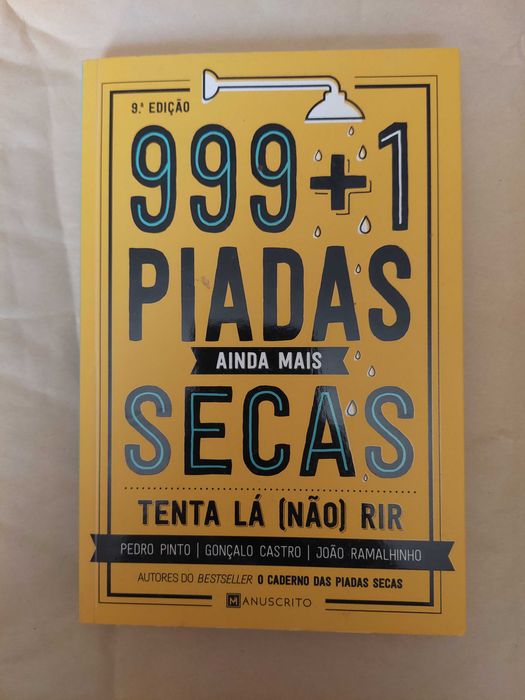 9.ª EDIÇÃO
999+1
PIADAS
AINDA MAIS
SECAS
TENTA LÁ (NÃO) RIR
PEDRO PINTO | GONÇALO CASTRO | JOÃO RAMALHINHO
AUTORES DO BESTSELLER O CADERNO DAS PIADAS SECAS
MANUSCRITO